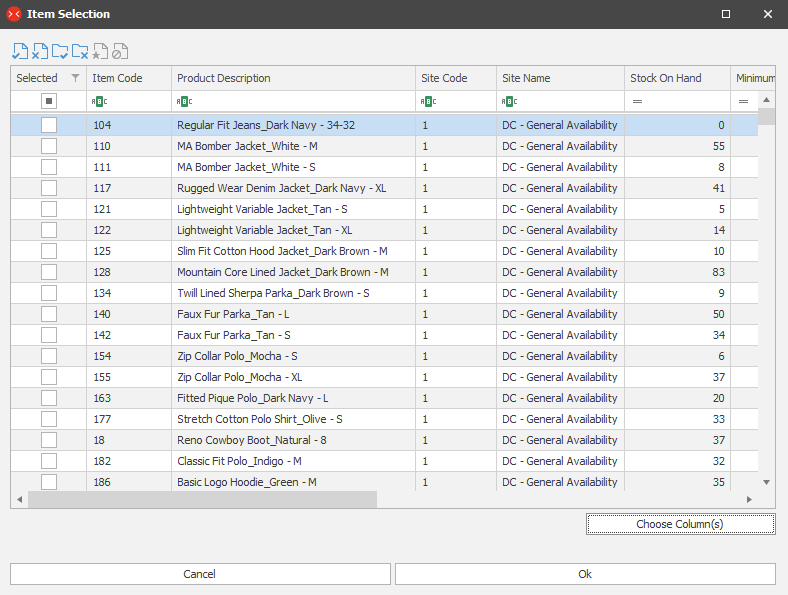 Item Selection
Selected Item Code Product Description Site Code Site Name Stock On Hand Minimum
ABC ABC ABC ABC = =
104 Regular Fit Jeans_Dark Navy - 34-32 1 DC - General Availability 0
110 MA Bomber Jacket_White - M 1 DC - General Availability 55
111 MA Bomber Jacket_White - S 1 DC - General Availability 8
117 Rugged Wear Denim Jacket_Dark Navy - XL 1 DC - General Availability 41
121 Lightweight Variable Jacket_Tan - S 1 DC - General Availability 5
122 Lightweight Variable Jacket_Tan - XL 1 DC - General Availability 14
125 Slim Fit Cotton Hood Jacket_Dark Brown - M 1 DC - General Availability 10
128 Mountain Core Lined Jacket_Dark Brown - M 1 DC - General Availability 83
134 Twill Lined Sherpa Parka_Dark Brown - S 1 DC - General Availability 9
140 Faux Fur Parka_Tan - L 1 DC - General Availability 50
142 Faux Fur Parka_Tan - S 1 DC - General Availability 34
154 Zip Collar Polo_Mocha - S 1 DC - General Availability 6
155 Zip Collar Polo_Mocha - XL 1 DC - General Availability 37
163 Fitted Pique Polo_Dark Navy - L 1 DC - General Availability 20
177 Stretch Cotton Polo Shirt_Olive - S 1 DC - General Availability 33
18 Reno Cowboy Boot_Natural - 8 1 DC - General Availability 37
182 Classic Fit Polo_Indigo - M 1 DC - General Availability 32
186 Basic Logo Hoodie_Green - M 1 DC - General Availability 35
Choose Column(s)
Cancel Ok